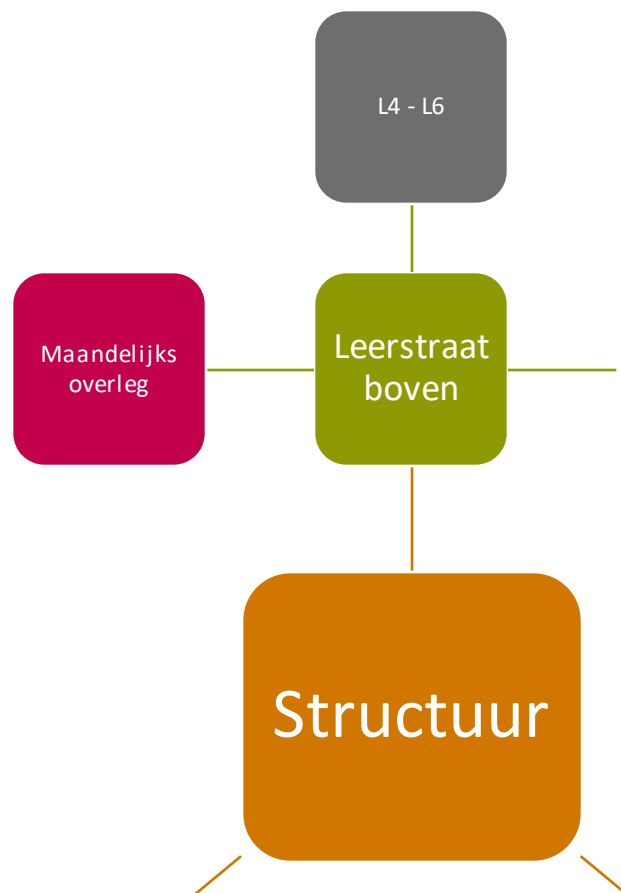 L4 - L6
Maandelijks
overleg
Leerstraat
boven
Structuur